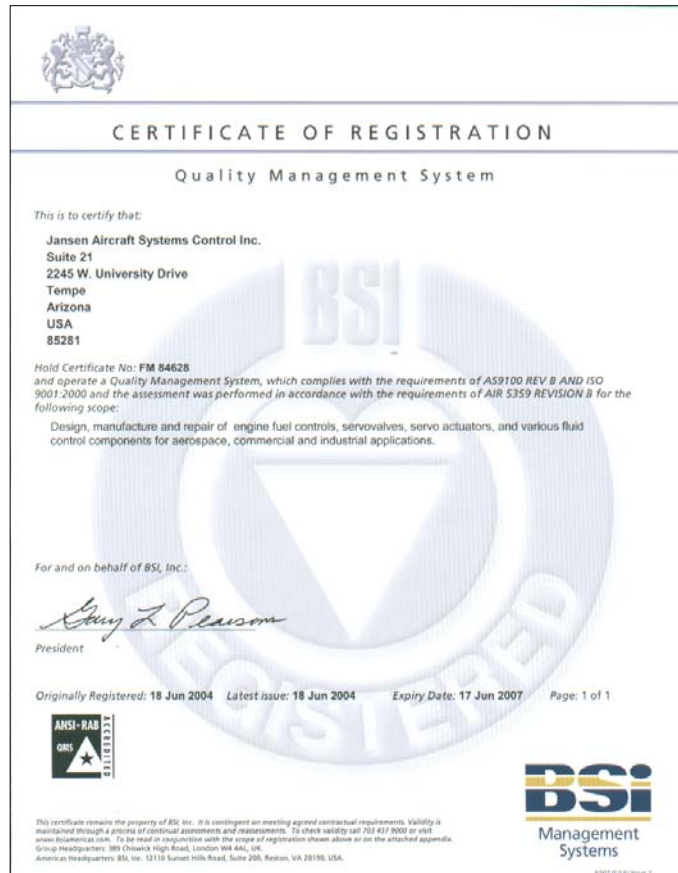 CERTIFICATE OF REGISTRATION
Quality Management System
This is to certify that:
Jansen Aircraft Systems Control Inc.
Suite 21
2245 W. University Drive
Tempe
Arizona
USA
85281
Hold Certificate No: FM 84628
and operate a Quality Management System, which complies with the requirements of AS9100 REV B AND ISO
9001:2000 and the assessment was performed in accordance with the requirements of AIR 5359 REVISION B for the
following scope:
Design, manufacture and repair of engine fuel controls, servovalves, servo actuators, and various fluid
control components for aerospace, commercial and industrial applications.
BSI
REGISTERED
For and on behalf of BSI, Inc.:
Gary L Pearson
President
Originally Registered: 18 Jun 2004 Latest issue: 18 Jun 2004 Expiry Date: 17 Jun 2007 Page: 1 of 1
ANSI·RAB
QMS
ACCREDITED
BSi
Management
Systems
This certificate remains the property of BSI, Inc. It is contingent on meeting agreed contractual requirements. Validity is
maintained through a process of continual assessments and reassessments. To check validity call 703 437 9000 or visit
www.bsiamericas.com. To be read in conjunction with the scope of registration shown above or on the attached appendix.
Group Headquarters: 389 Chiswick High Road, London W4 4AL, UK.
Americas Headquarters: BSI, Inc. 12110 Sunset Hills Road, Suite 200, Reston, VA 20190, USA.